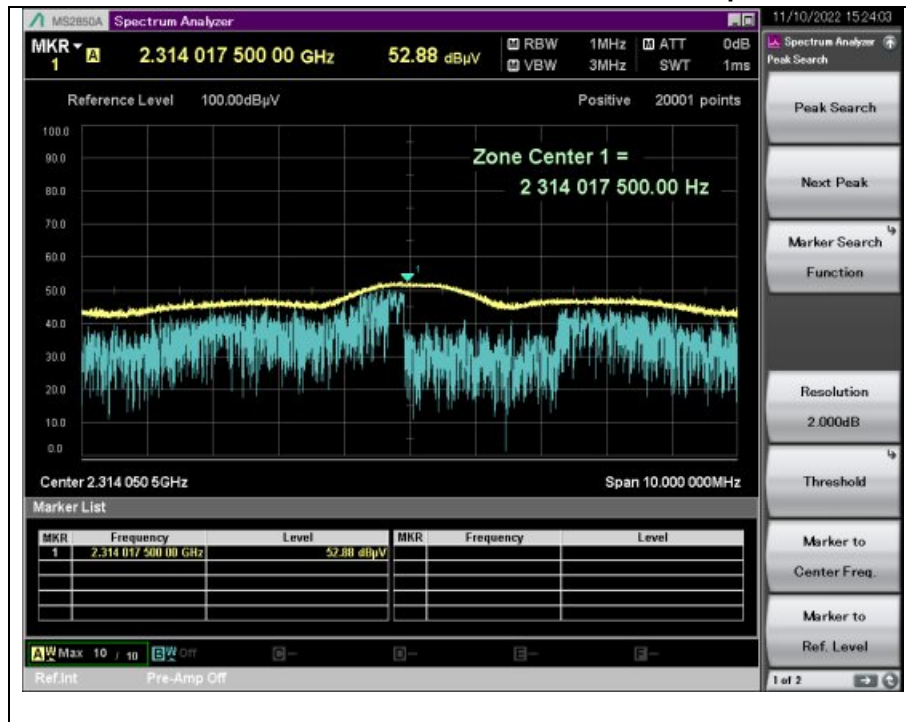 MS2850A Spectrum Analyzer 11/10/2022 15:24:03
MKR 1 A 2.314 017 500 00 GHz 52.88 dBµV M RBW 1MHz M ATT 0dB
M VBW 3MHz SWT 1ms
Spectrum Analyzer
Peak Search
Reference Level 100.00dBµV Positive 20001 points
Peak Search
100.0
90.0
80.0
70.0
60.0
50.0
40.0
30.0
20.0
10.0
0.0
Zone Center 1 =
2 314 017 500.00 Hz
1
Next Peak
Marker Search
Function
Resolution
2.000dB
Center 2.314 050 5GHz Span 10.000 000MHz
Threshold
Marker List
MKR Frequency Level MKR Frequency Level
1 2.314 017 500 00 GHz 52.88 dBµV
Marker to
Center Freq.
Marker to
Ref. Level
A W Max 10 / 10 B W Off C -- D -- E -- F --
Ref.Int Pre-Amp Off
1 of 2